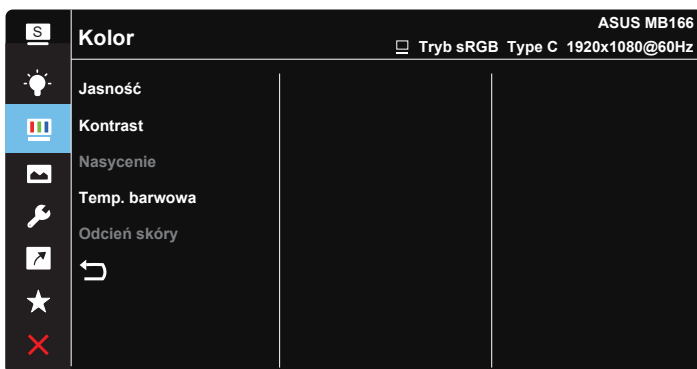 S
Kolor
ASUS MB166
Tryb sRGB Type C 1920x1080@60Hz
Jasność
Kontrast
Nasycenie
Temp. barwowa
Odcień skóry